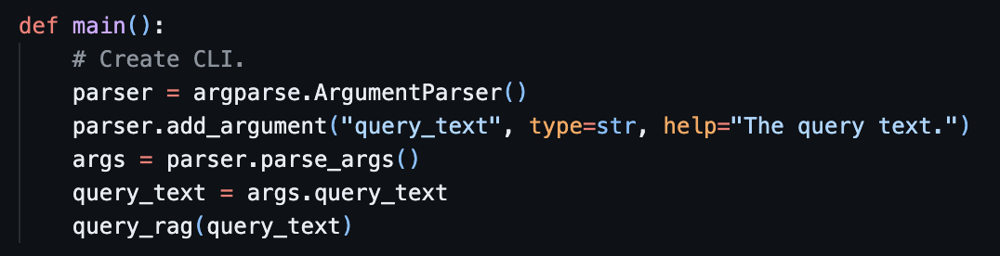 def main():
    # Create CLI.
    parser = argparse.ArgumentParser()
    parser.add_argument("query_text", type=str, help="The query text.")
    args = parser.parse_args()
    query_text = args.query_text
    query_rag(query_text)